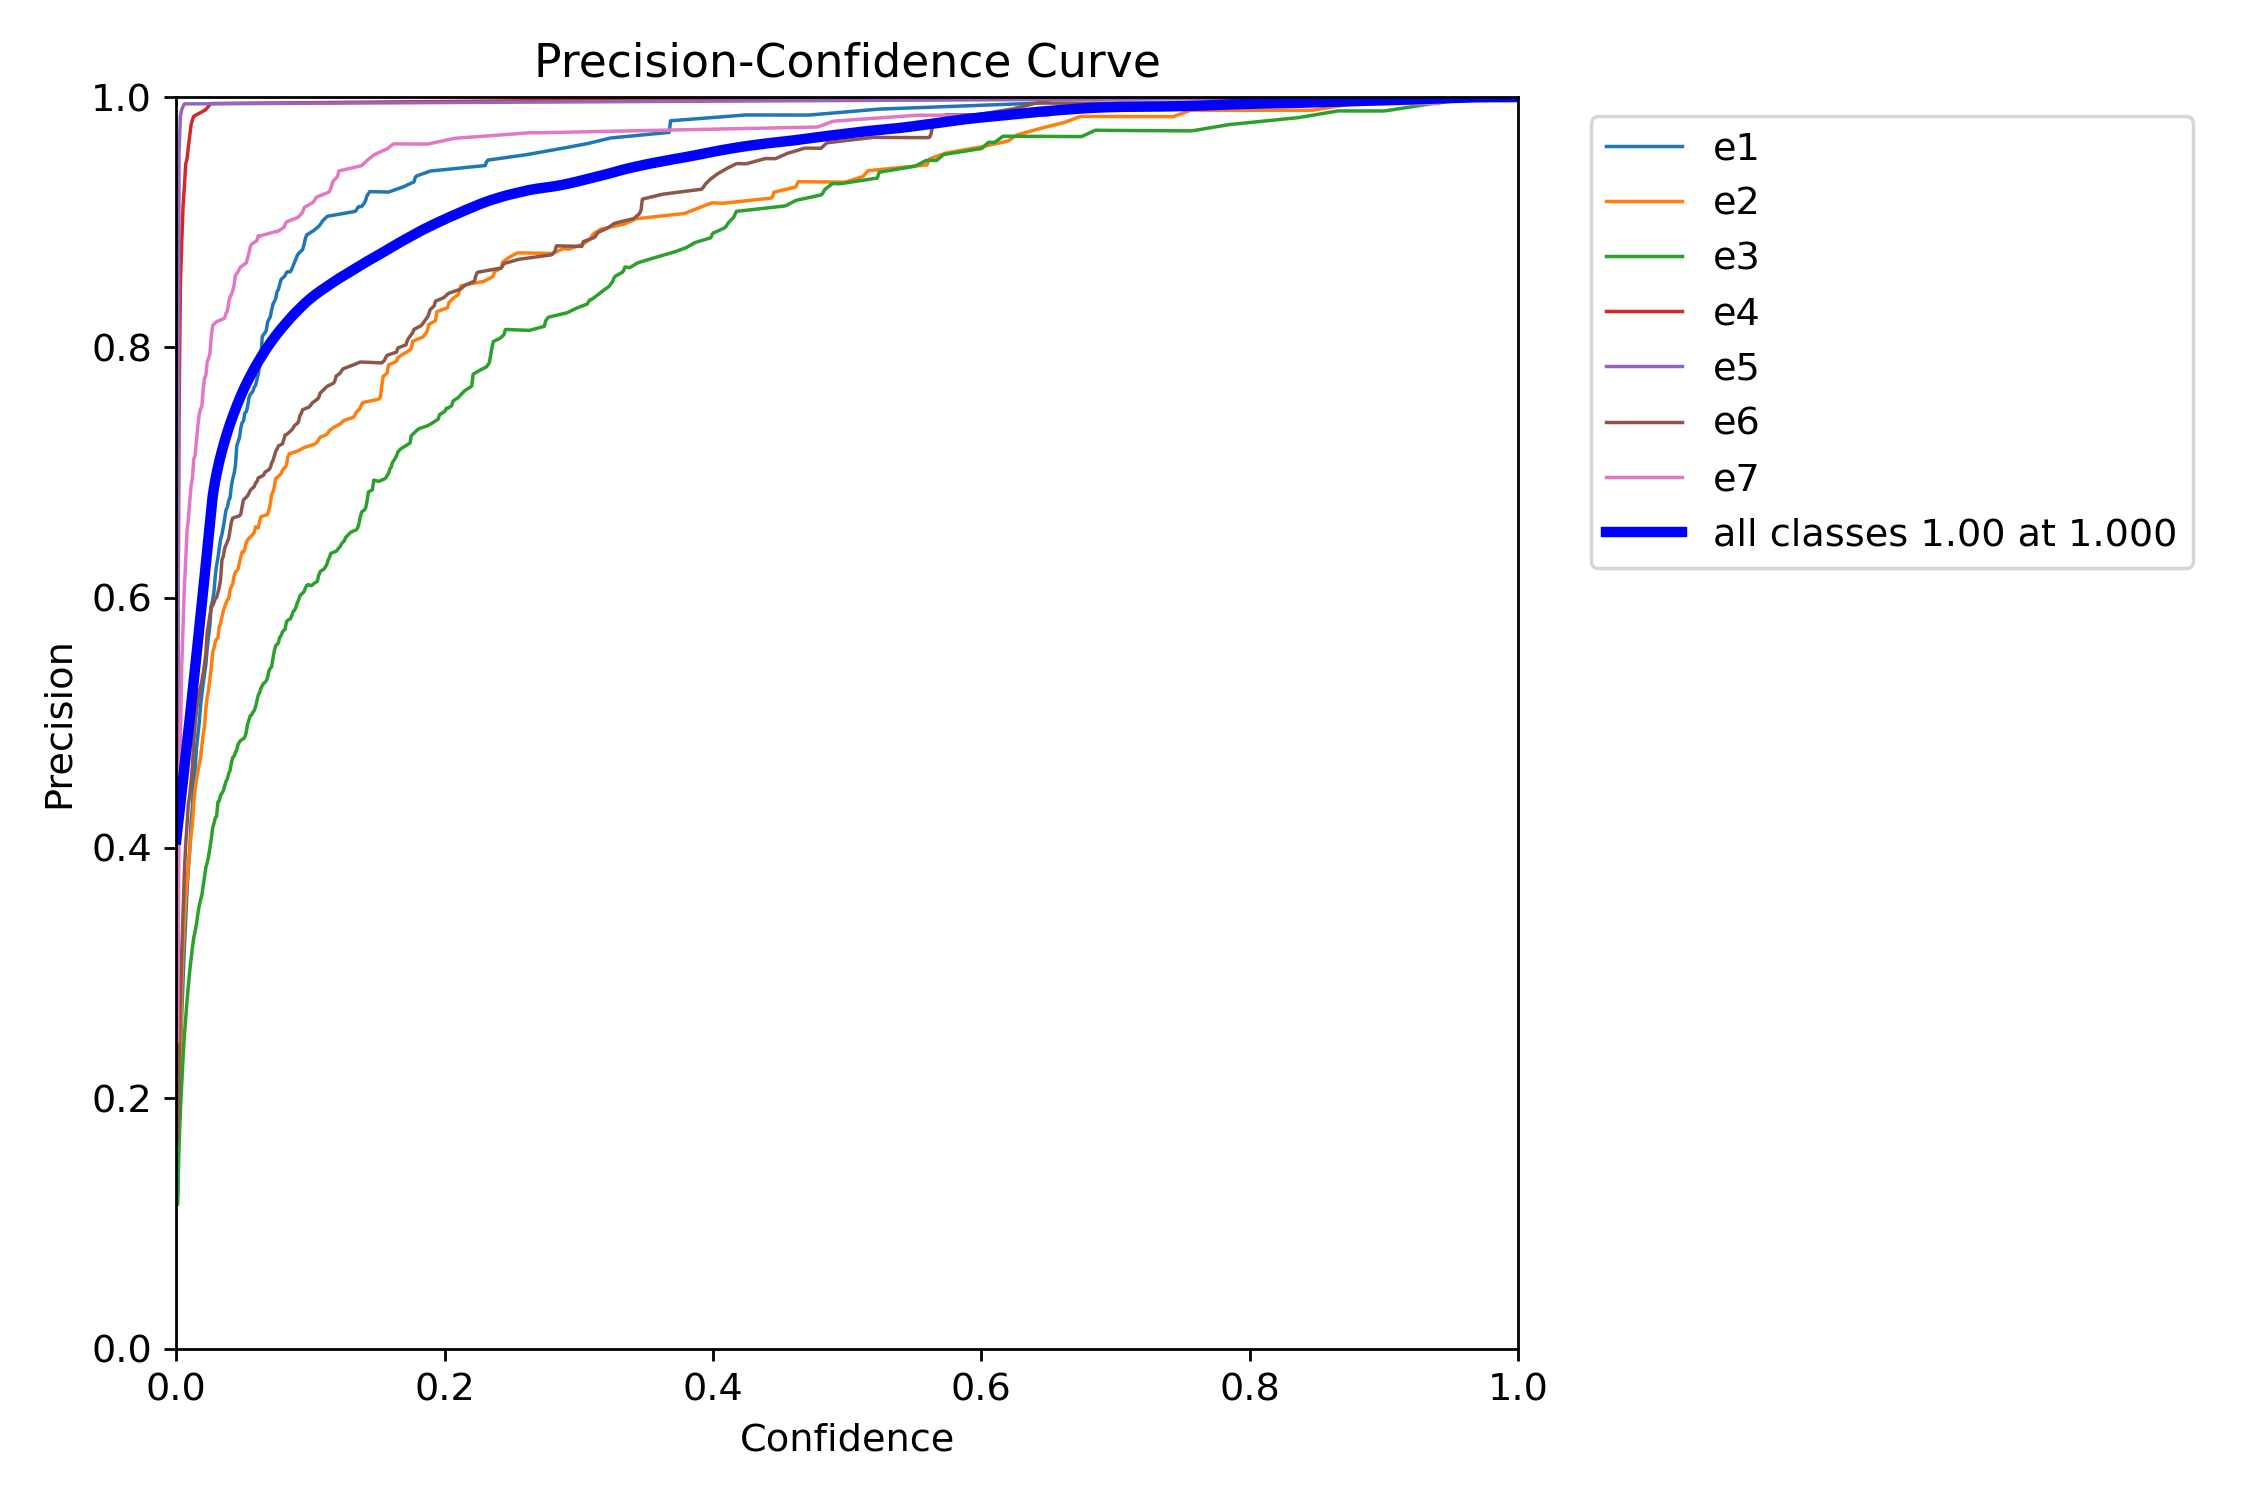 Precision-Confidence Curve
1.0
0.8
0.6
0.4
0.2
0.0
Precision
0.0 0.2 0.4 0.6 0.8 1.0
Confidence
e1
e2
e3
e4
e5
e6
e7
all classes 1.00 at 1.000